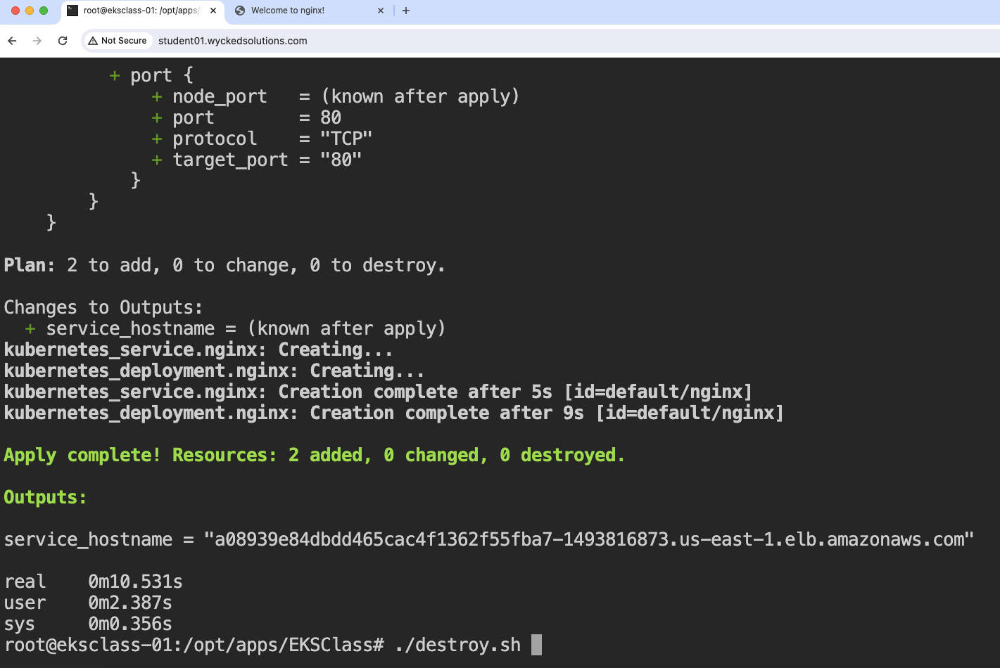 root@eksclass-01: /opt/apps/
Welcome to nginx!
Not Secure
student01.wyckedsolutions.com
+ port {
+ node_port = (known after apply)
+ port = 80
+ protocol = "TCP"
+ target_port = "80"
}
}
}
Plan: 2 to add, 0 to change, 0 to destroy.
Changes to Outputs:
+ service_hostname = (known after apply)
kubernetes_service.nginx: Creating...
kubernetes_deployment.nginx: Creating...
kubernetes_service.nginx: Creation complete after 5s [id=default/nginx]
kubernetes_deployment.nginx: Creation complete after 9s [id=default/nginx]
Apply complete! Resources: 2 added, 0 changed, 0 destroyed.
Outputs:
service_hostname = "a08939e84dbdd465cac4f1362f55fba7-1493816873.us-east-1.elb.amazonaws.com"
real 0m10.531s
user 0m2.387s
sys 0m0.356s
root@eksclass-01:/opt/apps/EKSClass# ./destroy.sh